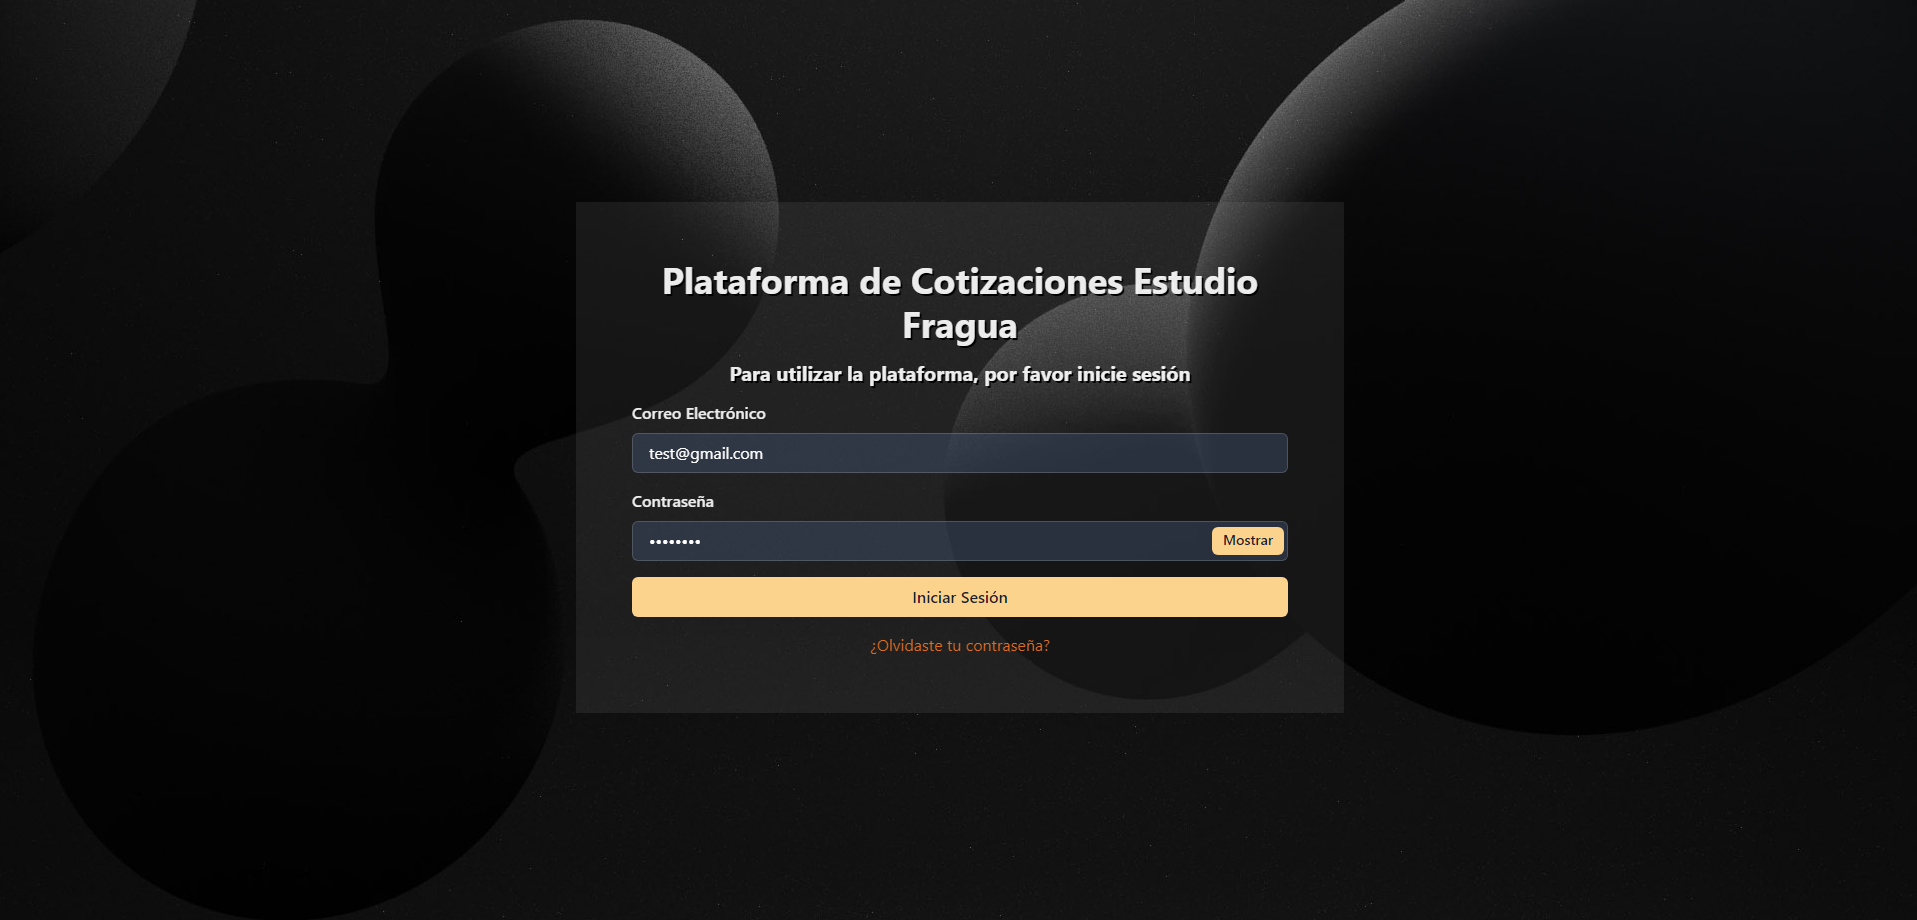 Plataforma de Cotizaciones Estudio
Fragua
Para utilizar la plataforma, por favor inicie sesión
Correo Electrónico
test@gmail.com
Contraseña
••••••••
Mostrar
Iniciar Sesión
¿Olvidaste tu contraseña?